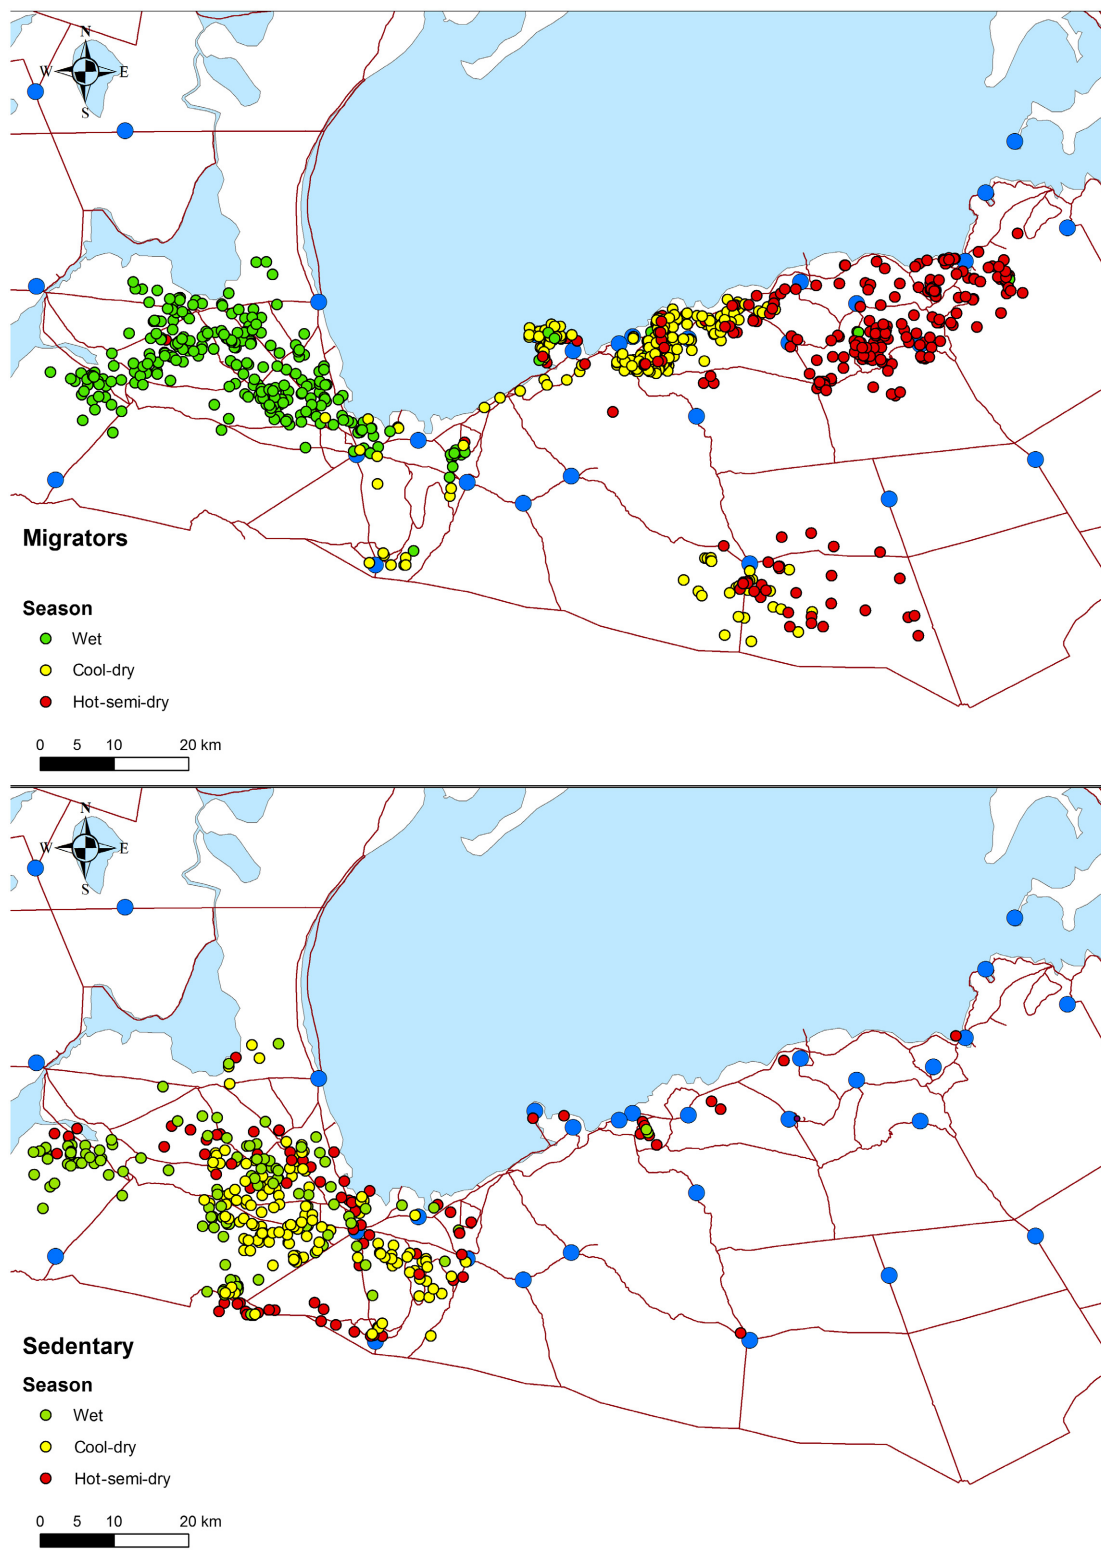 N
W E
S
Migrators
Season
Wet
Cool-dry
Hot-semi-dry
0 5 10 20 km
N
W E
S
Sedentary
Season
Wet
Cool-dry
Hot-semi-dry
0 5 10 20 km